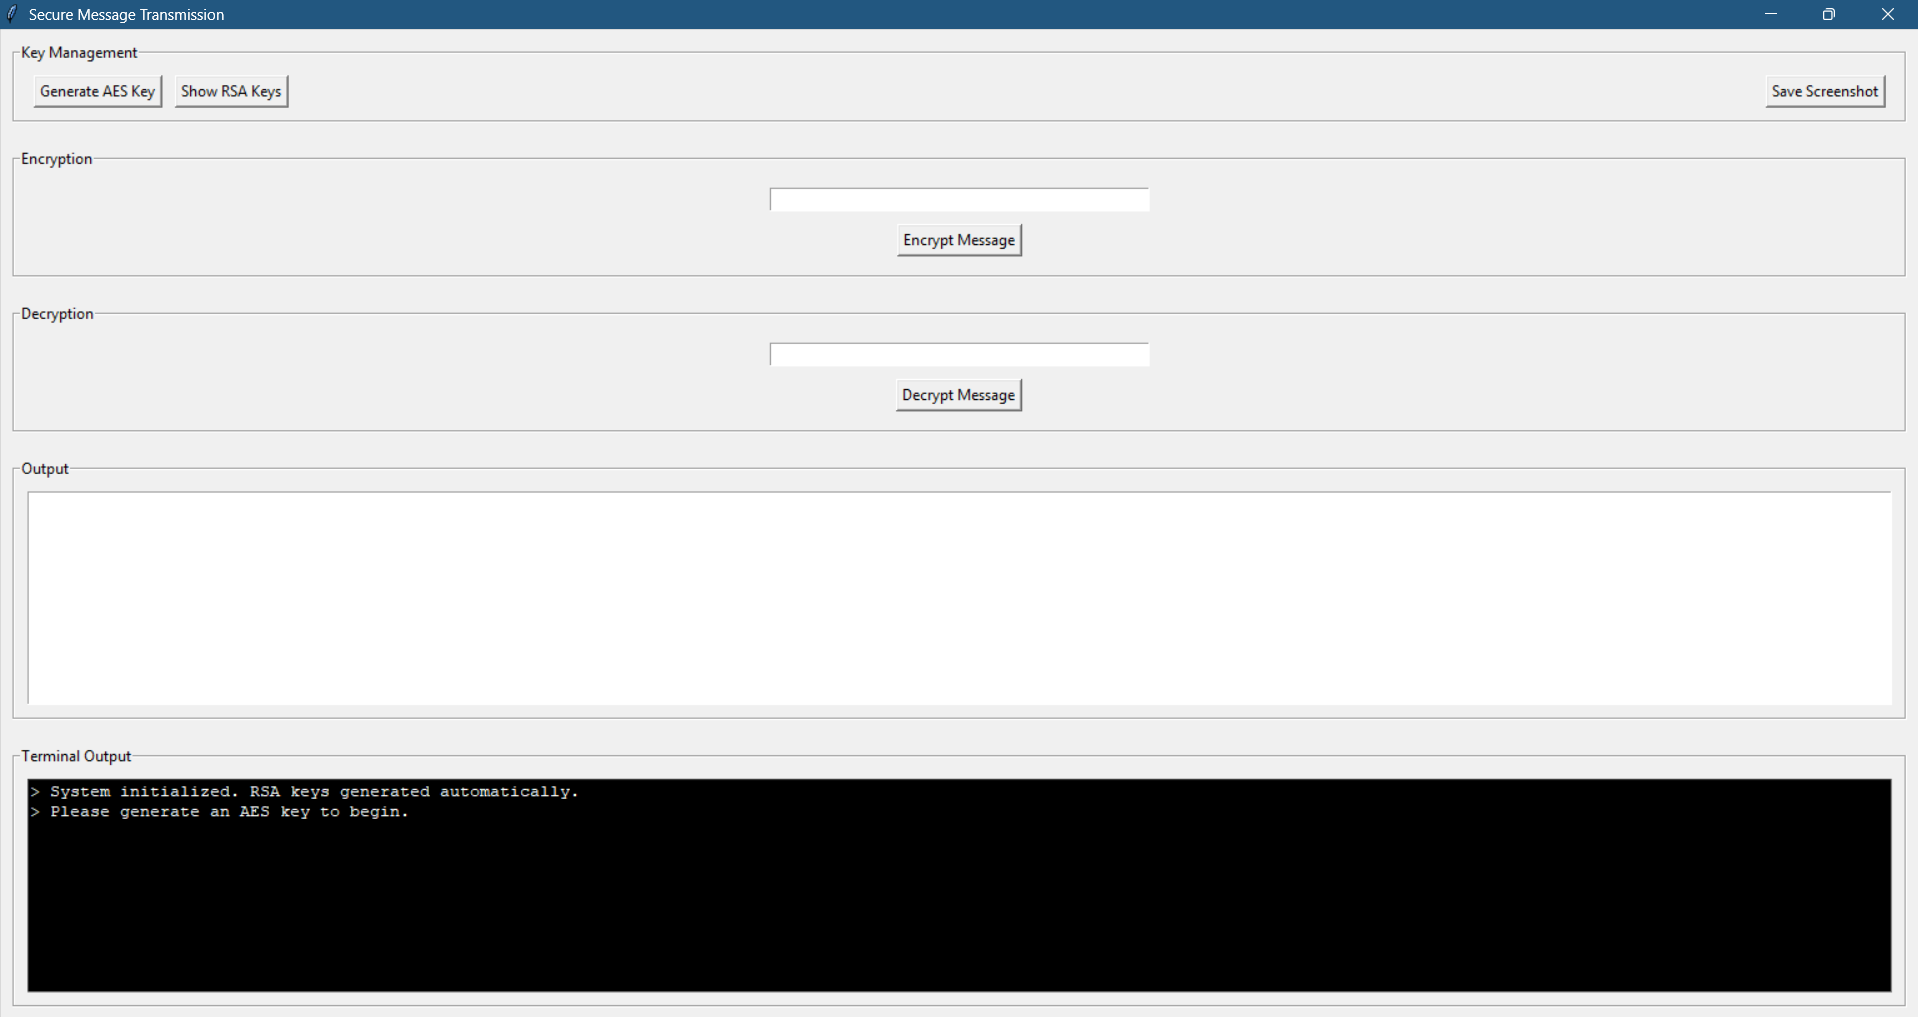 Secure Message Transmission
Key Management
Generate AES Key Show RSA Keys Save Screenshot
Encryption
Encrypt Message
Decryption
Decrypt Message
Output
Terminal Output
> System initialized. RSA keys generated automatically.
> Please generate an AES key to begin.